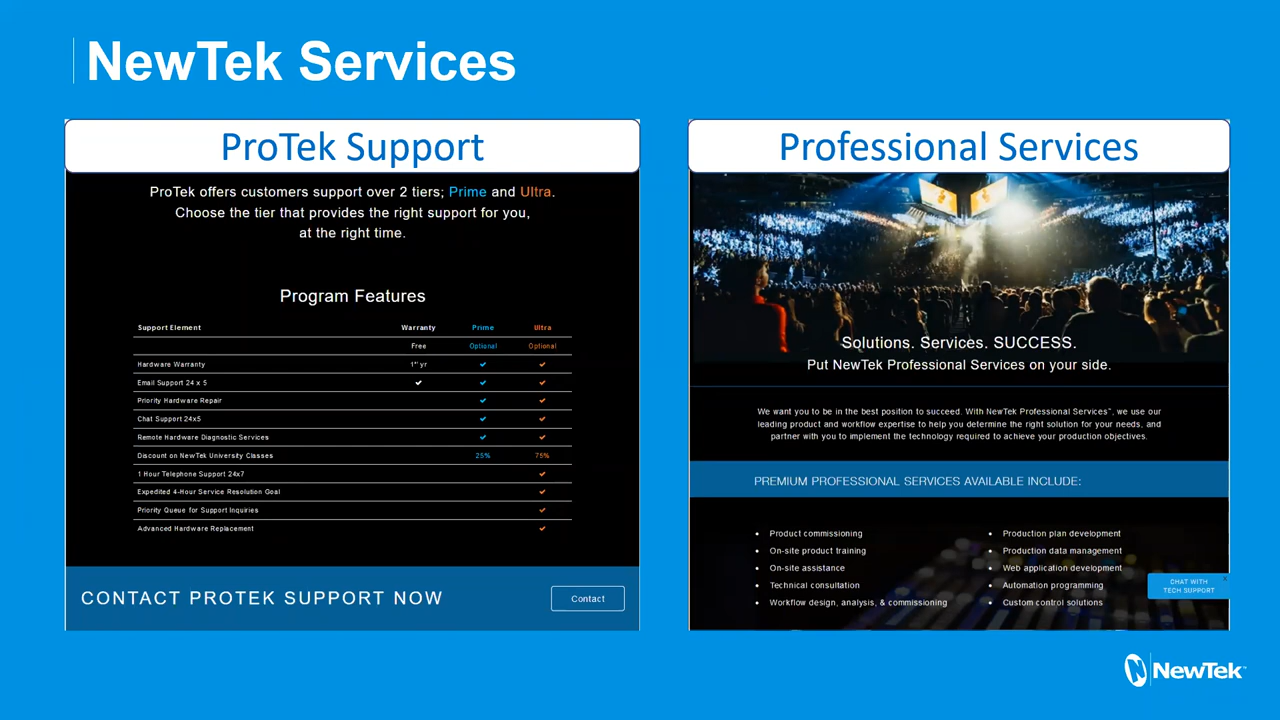 NewTek Services
ProTek Support
ProTek offers customers support over 2 tiers; Prime and Ultra.
Choose the tier that provides the right support for you,
at the right time.
Program Features
Support Element Warranty Prime Ultra
Free Optional Optional
Hardware Warranty 1st yr ✔ ✔
Email Support 24 x 5 ✔ ✔ ✔
Priority Hardware Repair ✔ ✔
Chat Support 24x5 ✔ ✔
Remote Hardware Diagnostic Services ✔ ✔
Discount on NewTek University Classes 25% 75%
1 Hour Telephone Support 24x7 ✔
Expedited 4-Hour Service Resolution Goal ✔
Priority Queue for Support Inquiries ✔
Advanced Hardware Replacement ✔
CONTACT PROTEK SUPPORT NOW
Contact
Professional Services
Solutions. Services. SUCCESS.
Put NewTek Professional Services on your side.
We want you to be in the best position to succeed. With NewTek Professional Services™, we use our
leading product and workflow expertise to help you determine the right solution for your needs, and
partner with you to implement the technology required to achieve your production objectives.
PREMIUM PROFESSIONAL SERVICES AVAILABLE INCLUDE:
• Product commissioning
• On-site product training
• On-site assistance
• Technical consultation
• Workflow design, analysis, & commissioning
• Production plan development
• Production data management
• Web application development
• Automation programming
• Custom control solutions
x
CHAT WITH
TECH SUPPORT
NewTek™